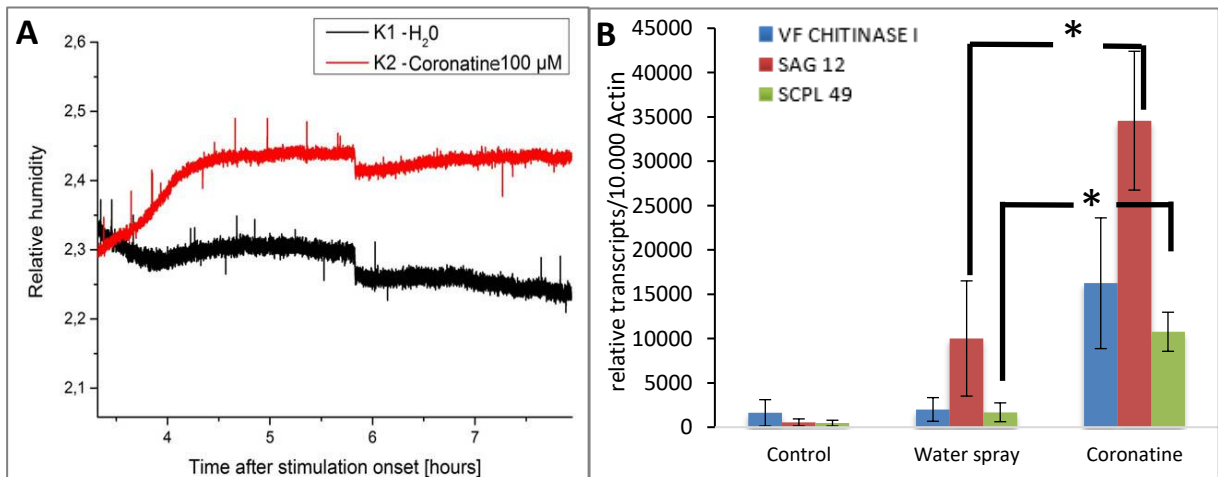 A
K1 -H₂0
K2 -Coronatine100 µM
Relative humidity
2,6
2,5
2,4
2,3
2,2
2,1
4
5
6
7
Time after stimulation onset [hours]
B
VF CHITINASE I
SAG 12
SCPL 49
*
*
relative transcripts/10.000 Actin
45000
40000
35000
30000
25000
20000
15000
10000
5000
0
Control
Water spray
Coronatine